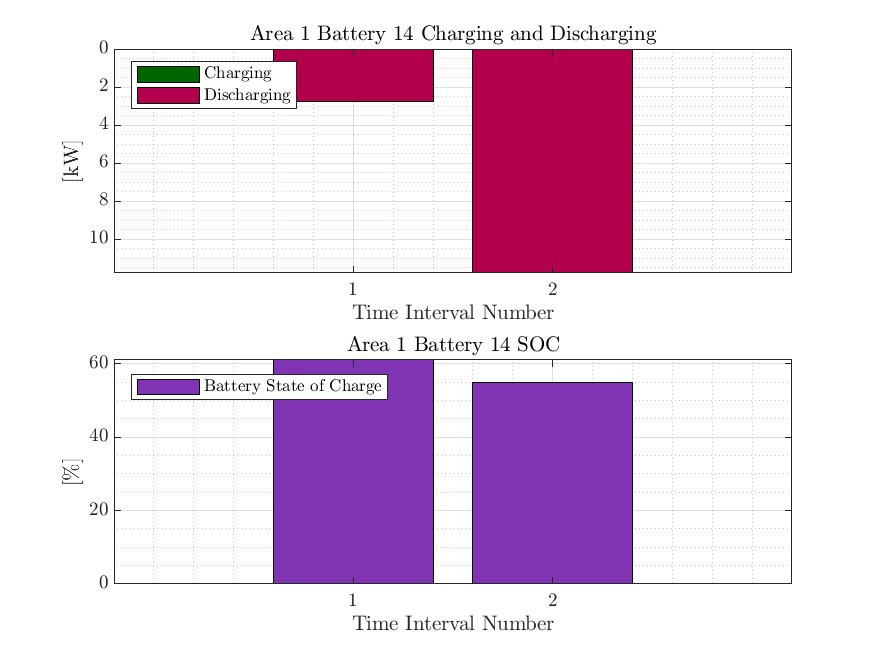 Area 1 Battery 14 Charging and Discharging
0
2
4
6
8
10
[kW]
Charging
Discharging
1 2
Time Interval Number
Area 1 Battery 14 SOC
60
40
20
0
[%]
Battery State of Charge
1 2
Time Interval Number